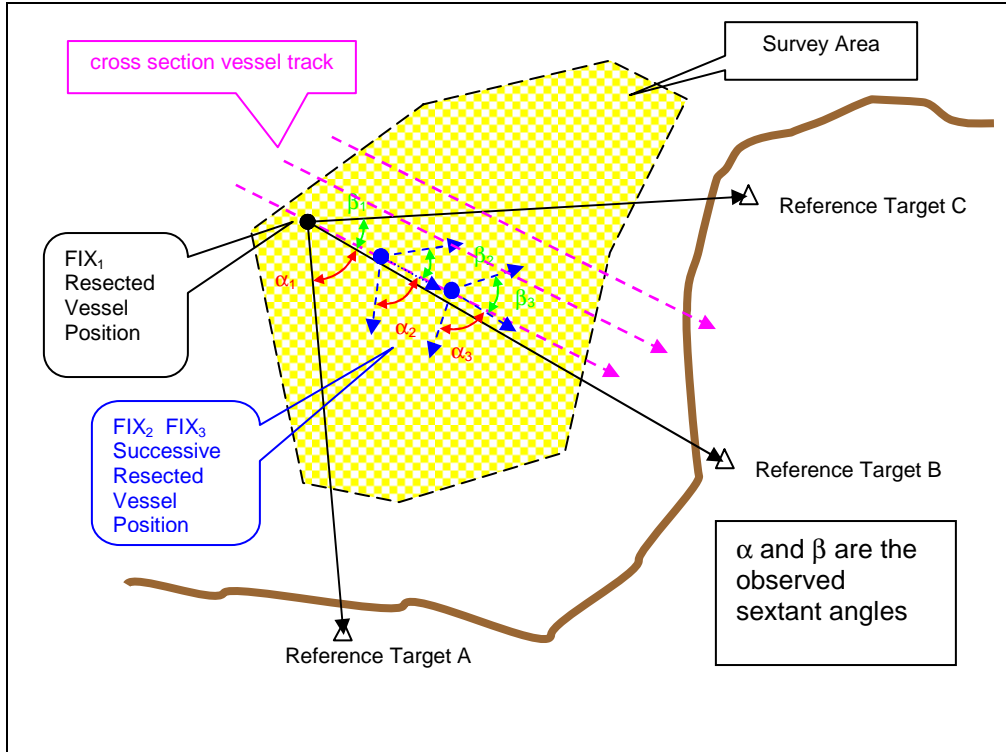 cross section vessel track
Survey Area
β₁
Reference Target C
FIX₁
Resected
Vessel
Position
α₁
β₂
β₃
α₂
α₃
FIX₂ FIX₃
Successive
Resected
Vessel
Position
Reference Target B
α and β are the
observed
sextant angles
Reference Target A